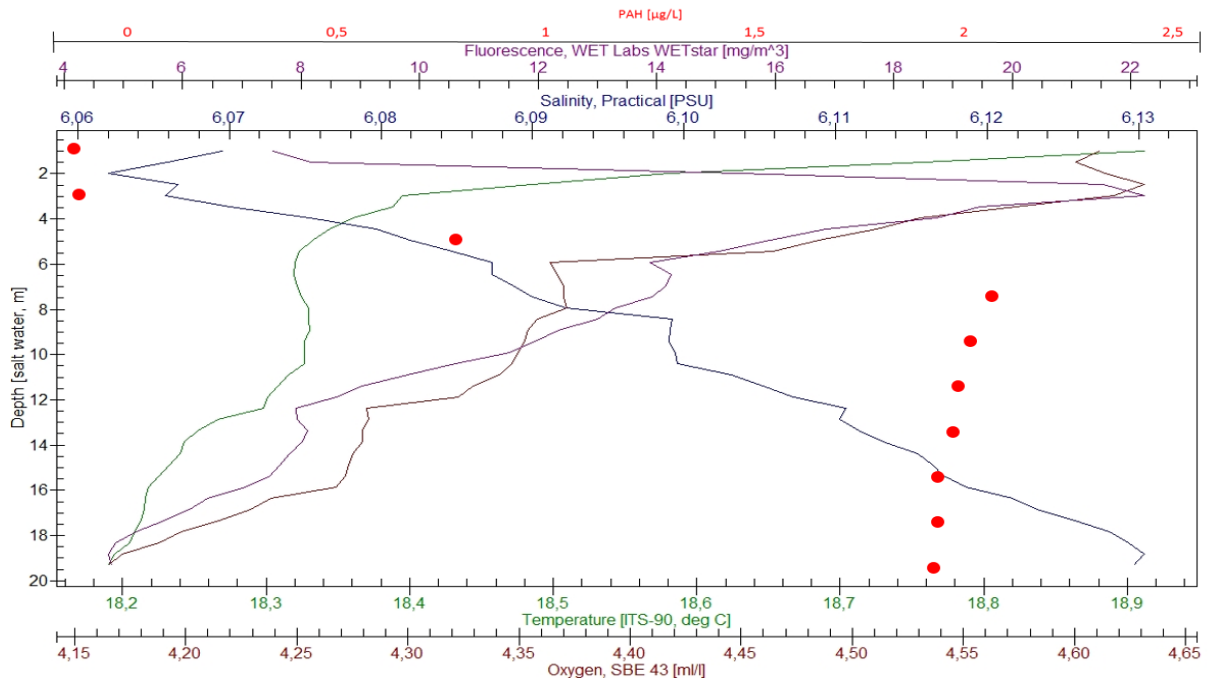 PAH [µg/L]
0 0,5 1 1,5 2 2,5
Fluorescence, WET Labs WETstar [mg/m^3]
4 6 8 10 12 14 16 18 20 22
Salinity, Practical [PSU]
6,06 6,07 6,08 6,09 6,10 6,11 6,12 6,13
Depth [salt water, m]
2
4
6
8
10
12
14
16
18
20
18,2 18,3 18,4 18,5 18,6 18,7 18,8 18,9
Temperature [ITS-90, deg C]
4,15 4,20 4,25 4,30 4,35 4,40 4,45 4,50 4,55 4,60 4,65
Oxygen, SBE 43 [ml/l]